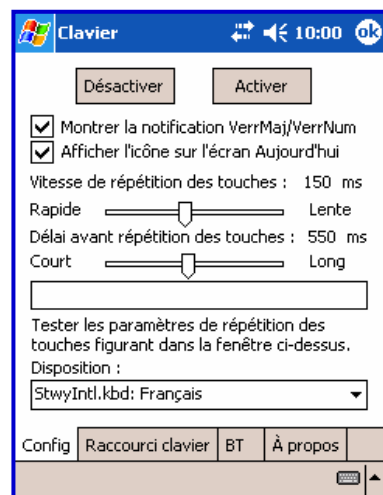 Clavier 10:00 ok
Désactiver Activer
Montrer la notification VerrMaj/VerrNum
Afficher l'icône sur l'écran Aujourd'hui
Vitesse de répétition des touches : 150 ms
Rapide Lente
Délai avant répétition des touches : 550 ms
Court Long
Tester les paramètres de répétition des
touches figurant dans la fenêtre ci-dessus.
Disposition :
StwyIntl.kbd: Français
Config Raccourci clavier BT À propos